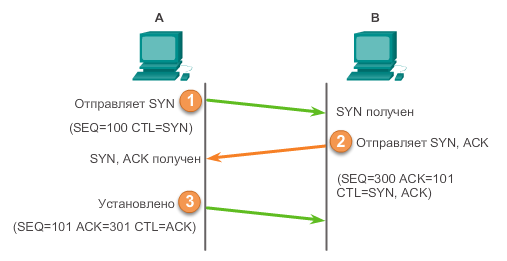 A
B
Отправляет SYN
1
(SEQ=100 CTL=SYN)
SYN получен
2
Отправляет SYN, ACK
SYN, ACK получен
(SEQ=300 ACK=101
CTL=SYN, ACK)
Установлено
3
(SEQ=101 ACK=301 CTL=ACK)